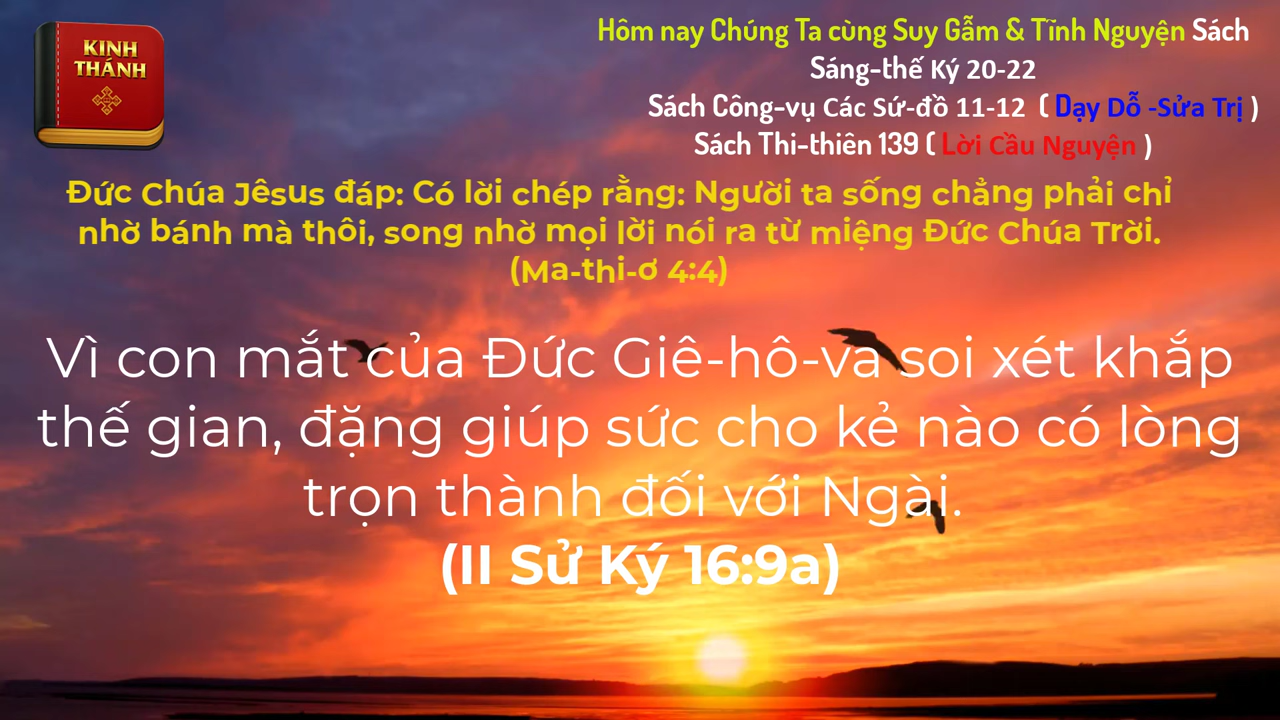 KINH
THÁNH
Hôm nay Chúng Ta cùng Suy Gẫm & Tĩnh Nguyện Sách
Sáng-thế Ký 20-22
Sách Công-vụ Các Sứ-đồ 11-12 ( Dạy Dỗ -Sửa Trị )
Sách Thi-thiên 139 ( Lời Cầu Nguyện )
Đức Chúa Jêsus đáp: Có lời chép rằng: Người ta sống chẳng phải chỉ
nhờ bánh mà thôi, song nhờ mọi lời nói ra từ miệng Đức Chúa Trời.
(Ma-thi-ơ 4:4)
Vì con mắt của Đức Giê-hô-va soi xét khắp
thế gian, đặng giúp sức cho kẻ nào có lòng
trọn thành đối với Ngài.
(II Sử Ký 16:9a)